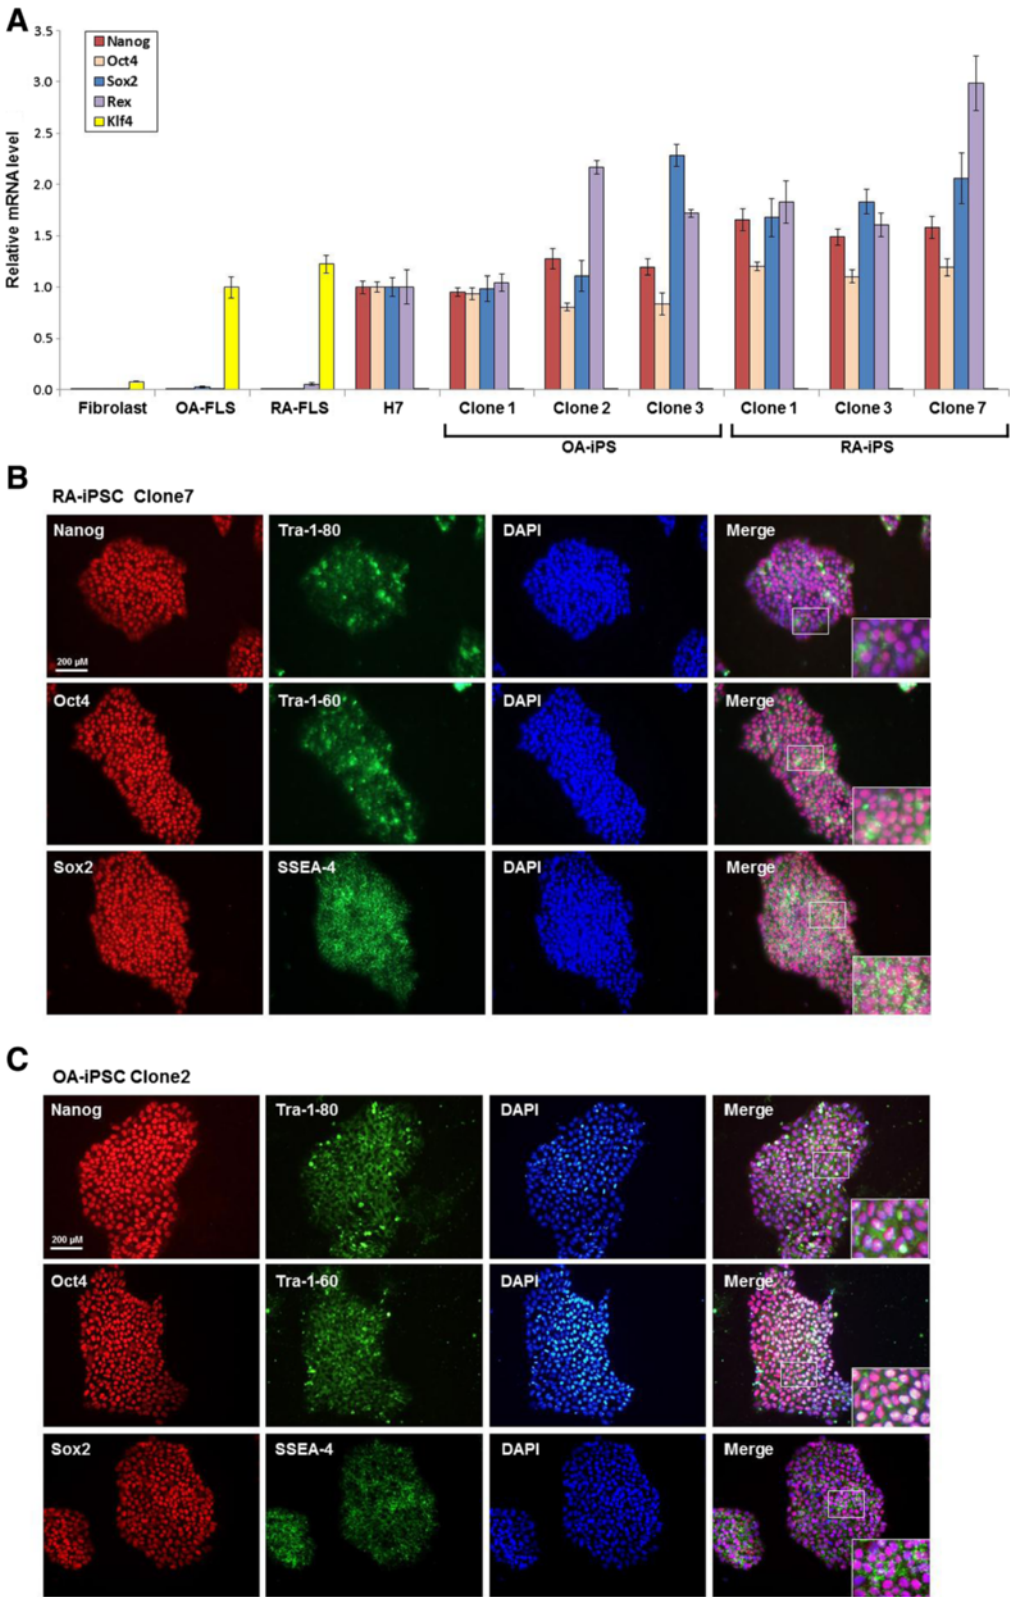 A
3.5
3.0
2.5
2.0
1.5
1.0
0.5
0.0
Relative mRNA level
Nanog
Oct4
Sox2
Rex
Klf4
Fibrolast OA-FLS RA-FLS H7 Clone 1 Clone 2 Clone 3 Clone 1 Clone 3 Clone 7
OA-iPS RA-iPS
B
RA-iPSC Clone7
Nanog Tra-1-80 DAPI Merge
200 µM
Oct4 Tra-1-60 DAPI Merge
Sox2 SSEA-4 DAPI Merge
C
OA-iPSC Clone2
Nanog Tra-1-80 DAPI Merge
200 µM
Oct4 Tra-1-60 DAPI Merge
Sox2 SSEA-4 DAPI Merge